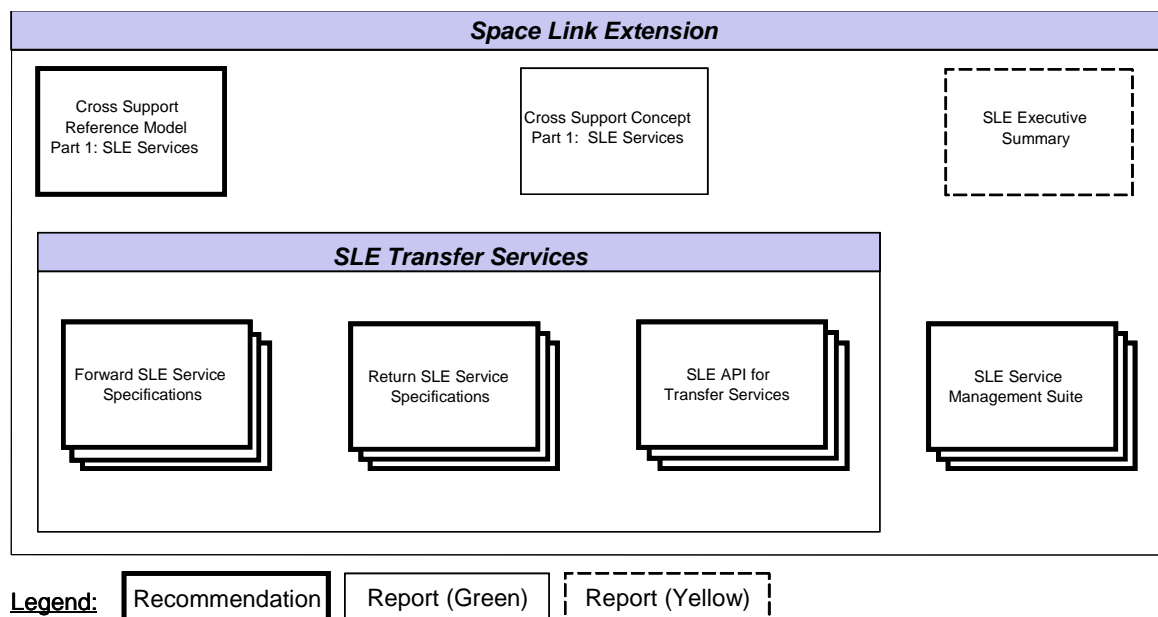 Space Link Extension
Cross Support
Reference Model
Part 1: SLE Services
Cross Support Concept
Part 1: SLE Services
SLE Executive
Summary
SLE Transfer Services
Forward SLE Service
Specifications
Return SLE Service
Specifications
SLE API for
Transfer Services
SLE Service
Management Suite
Legend:
Recommendation
Report (Green)
Report (Yellow)